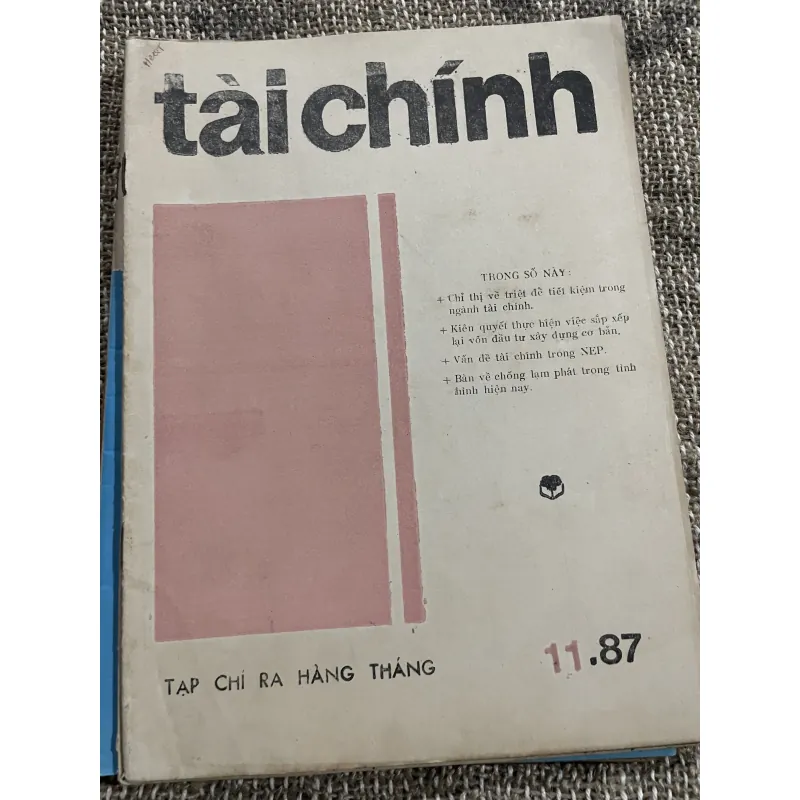 tài chính
TRONG SỐ NÀY :
+ Chỉ thị về triệt để tiết kiệm trong
ngành tài chính.
+ Kiên quyết thực hiện việc sắp xếp
lại vốn đầu tư xây dựng cơ bản.
+ Vấn đề tài chính trong NEP.
+ Bàn về chống lạm phát trong tình
hình hiện nay.
TẠP CHÍ RA HÀNG THÁNG
11.87